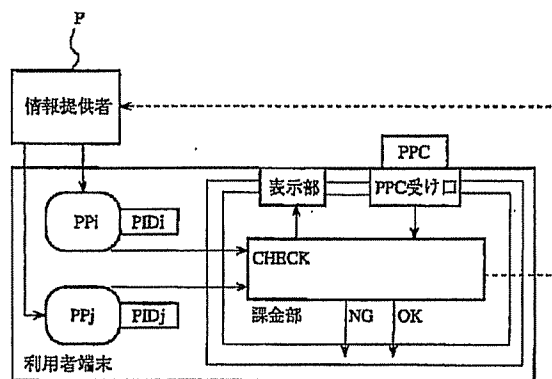 P
情報提供者
PPC
表示部
PPC受け口
PPi
PIDi
CHECK
PPj
PIDj
課金部
NG
OK
利用者端末